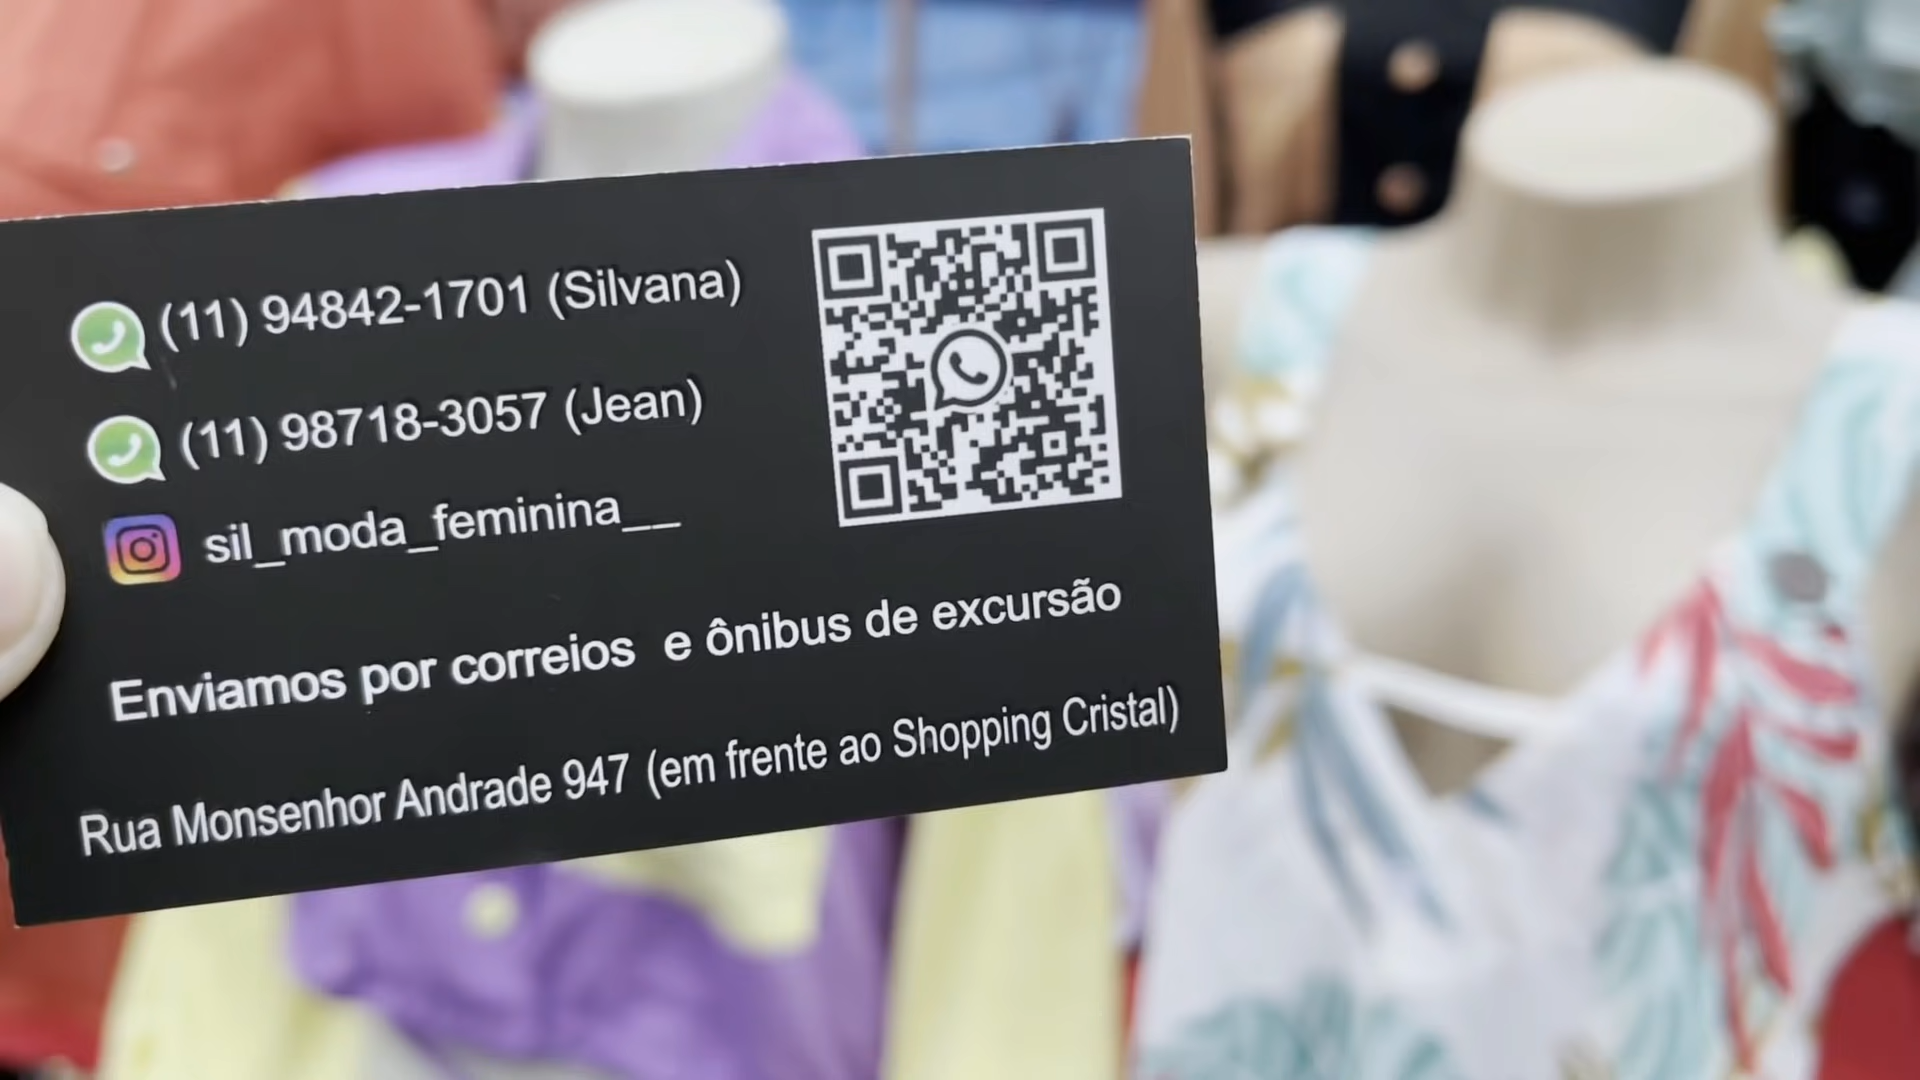 (11) 94842-1701 (Silvana)
(11) 98718-3057 (Jean)
sil_moda_feminina__
Enviamos por correios e ônibus de excursão
Rua Monsenhor Andrade 947 (em frente ao Shopping Cristal)